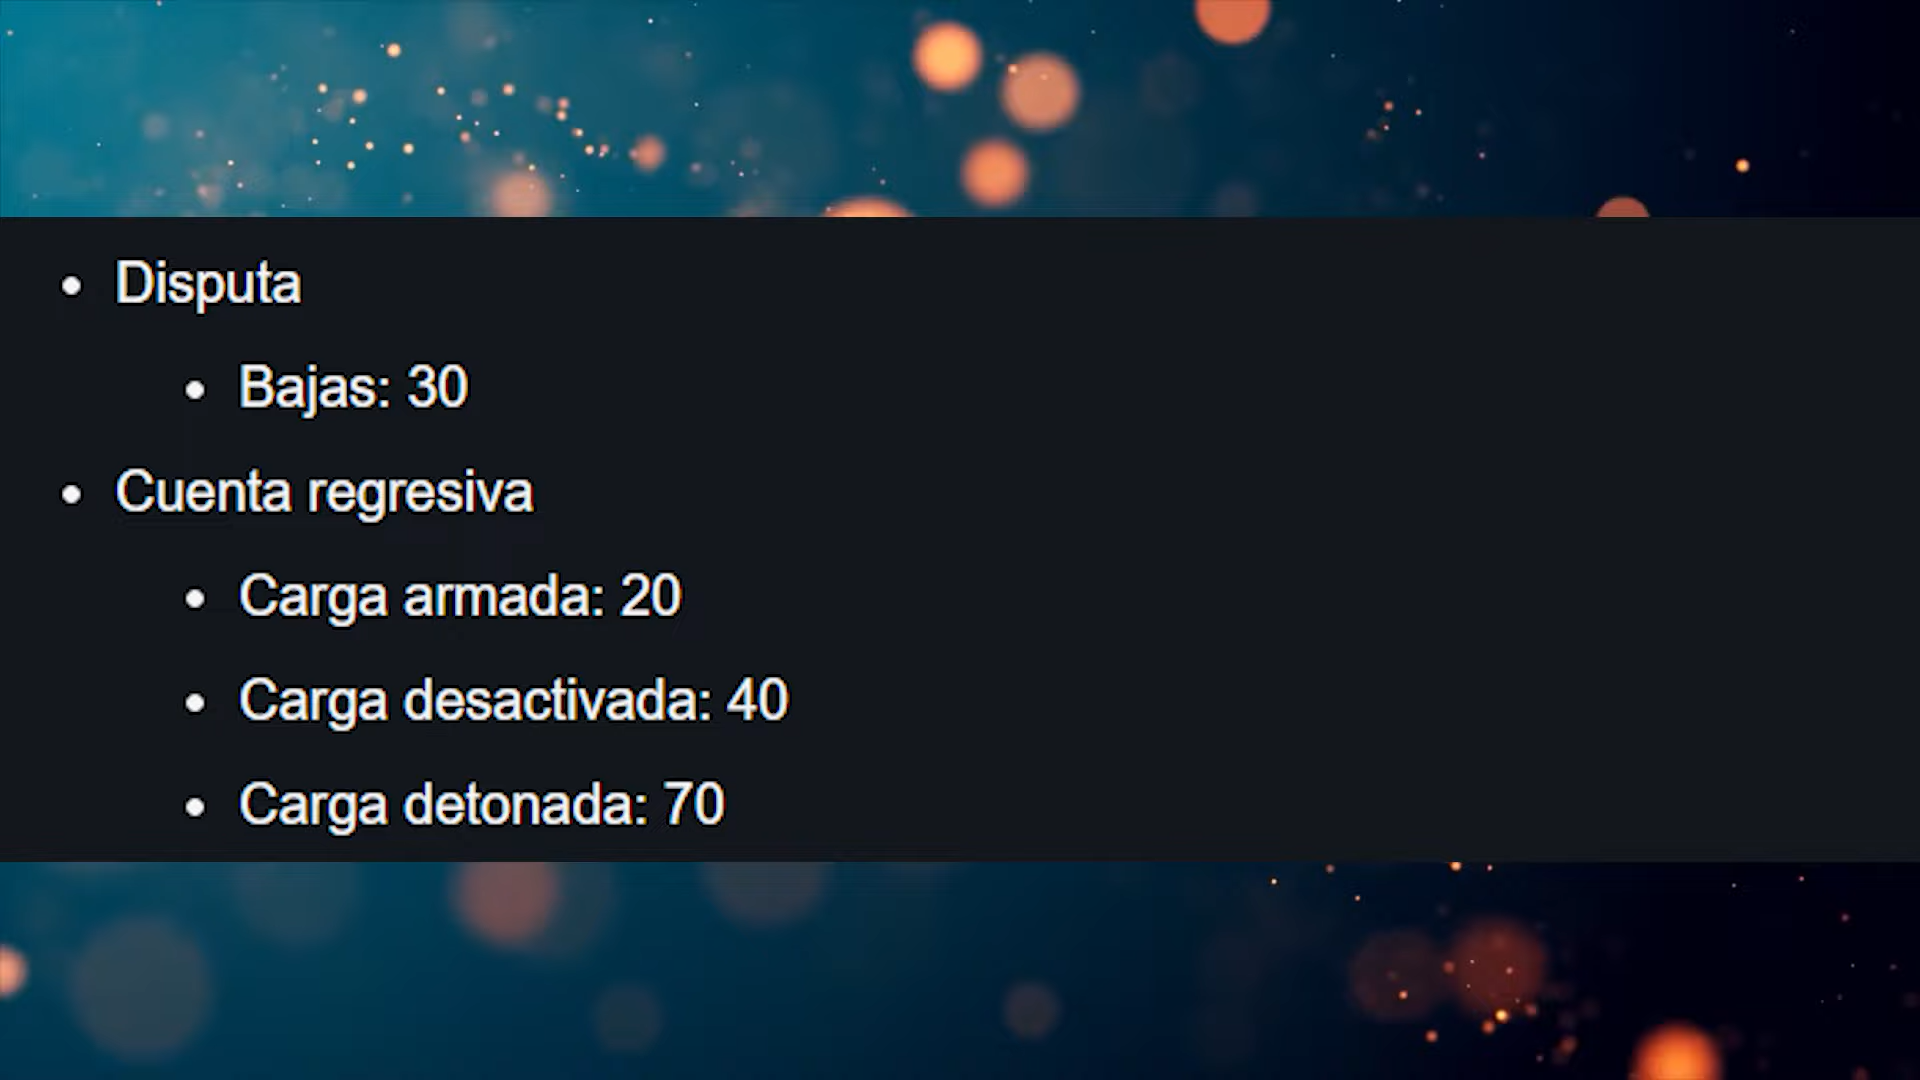 Disputa
Bajas: 30
Cuenta regresiva
Carga armada: 20
Carga desactivada: 40
Carga detonada: 70